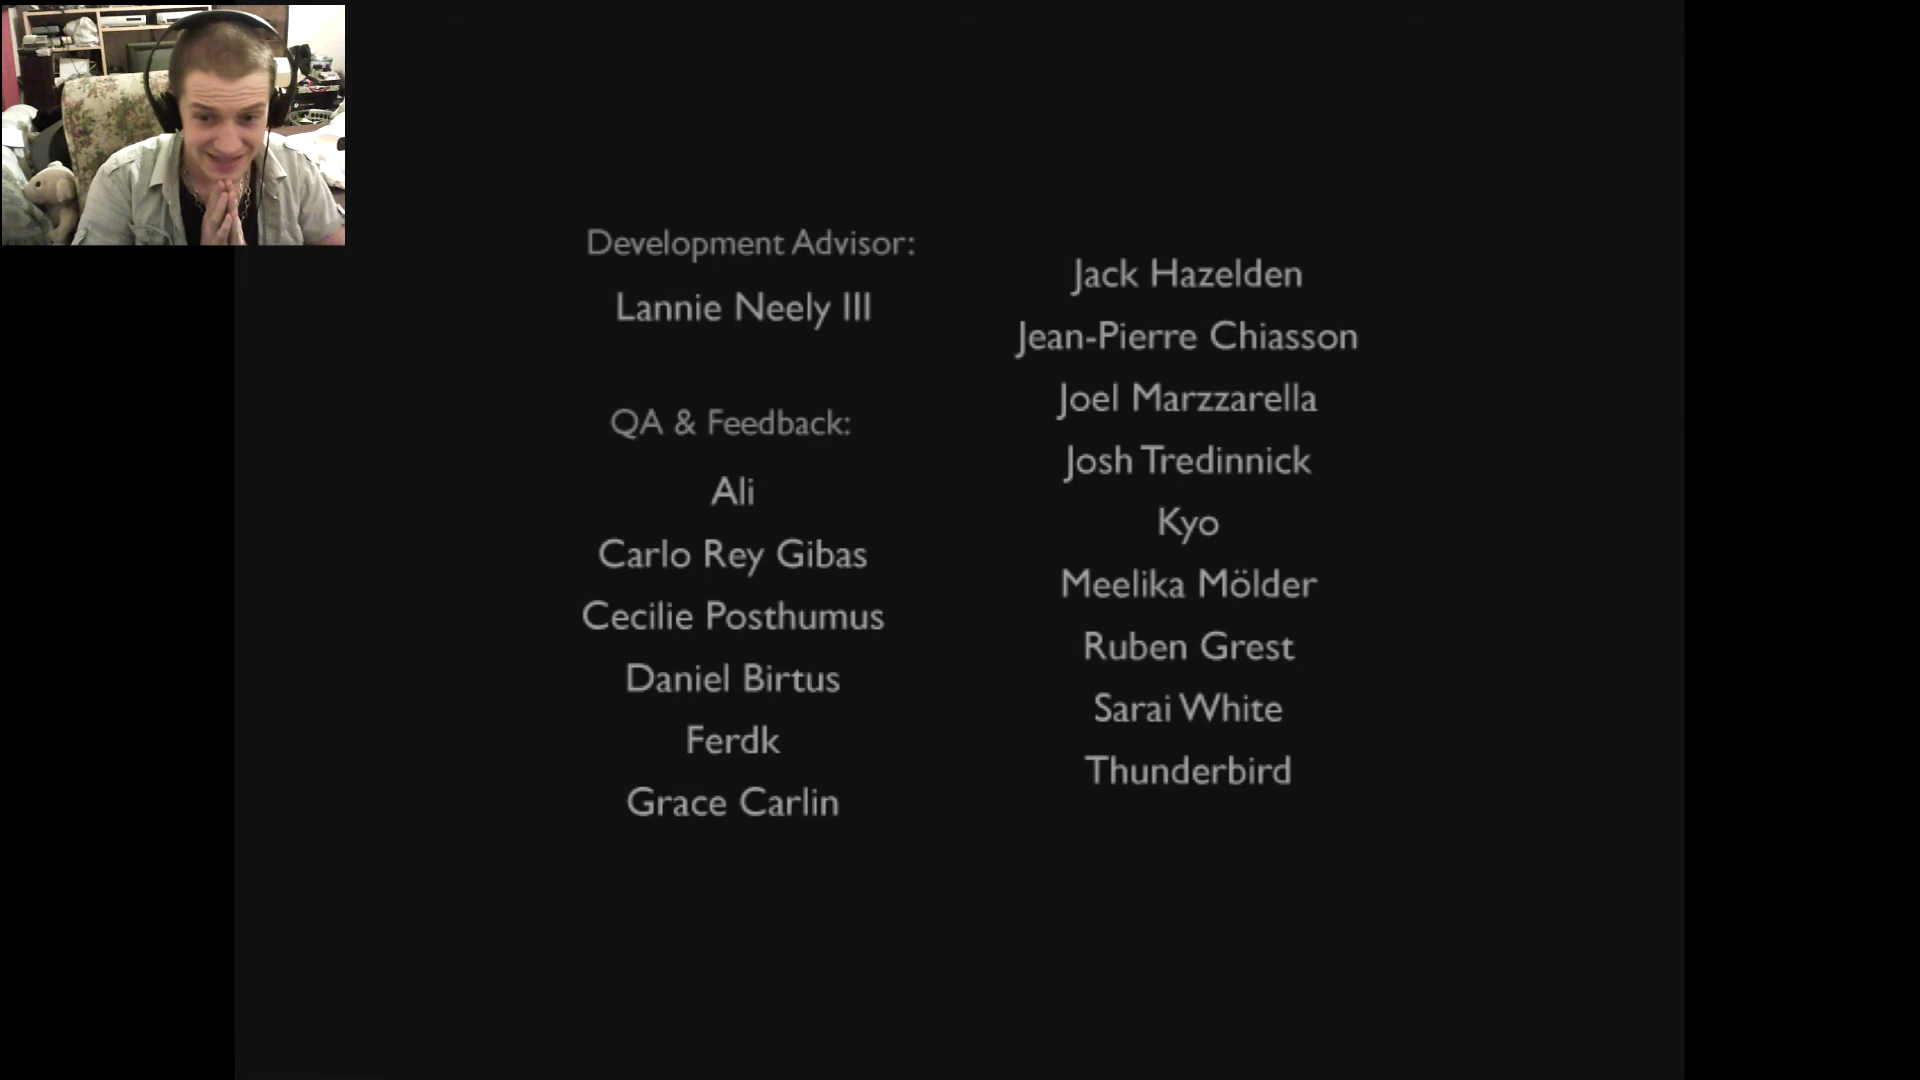 Development Advisor:
Lannie Neely III
QA & Feedback:
Ali
Carlo Rey Gibas
Cecilie Posthumus
Daniel Birtus
Ferdk
Grace Carlin
Jack Hazelden
Jean-Pierre Chiasson
Joel Marzzarella
Josh Tredinnick
Kyo
Meelika Mölder
Ruben Grest
Sarai White
Thunderbird